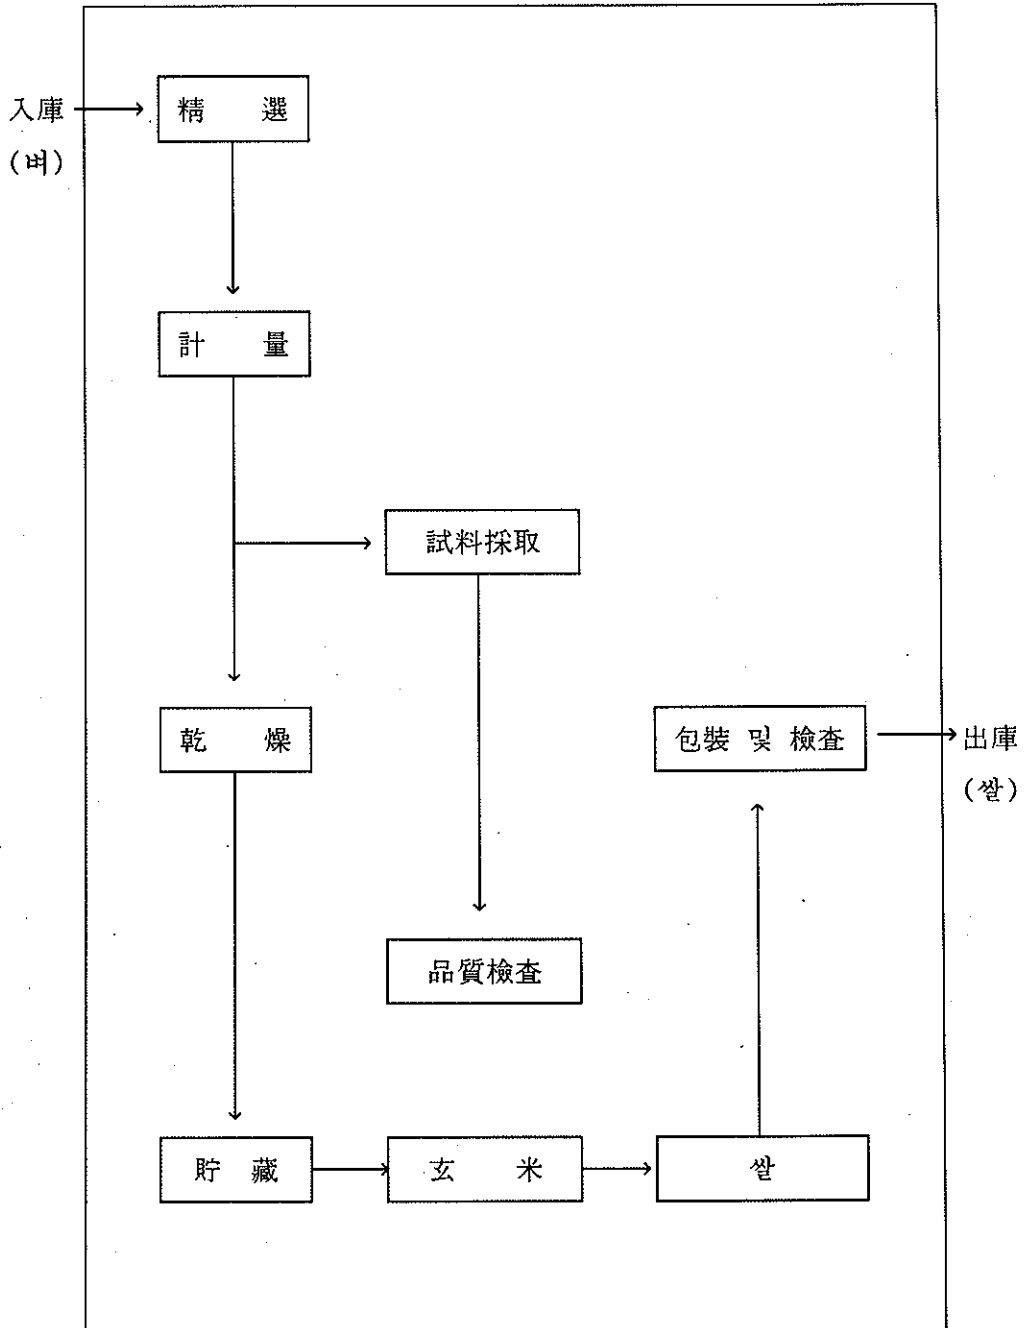 入庫
(벼)
精 選
計 量
試料採取
乾 燥
包裝 및 檢査
出庫
(쌀)
品質檢査
貯 藏
玄 米
쌀